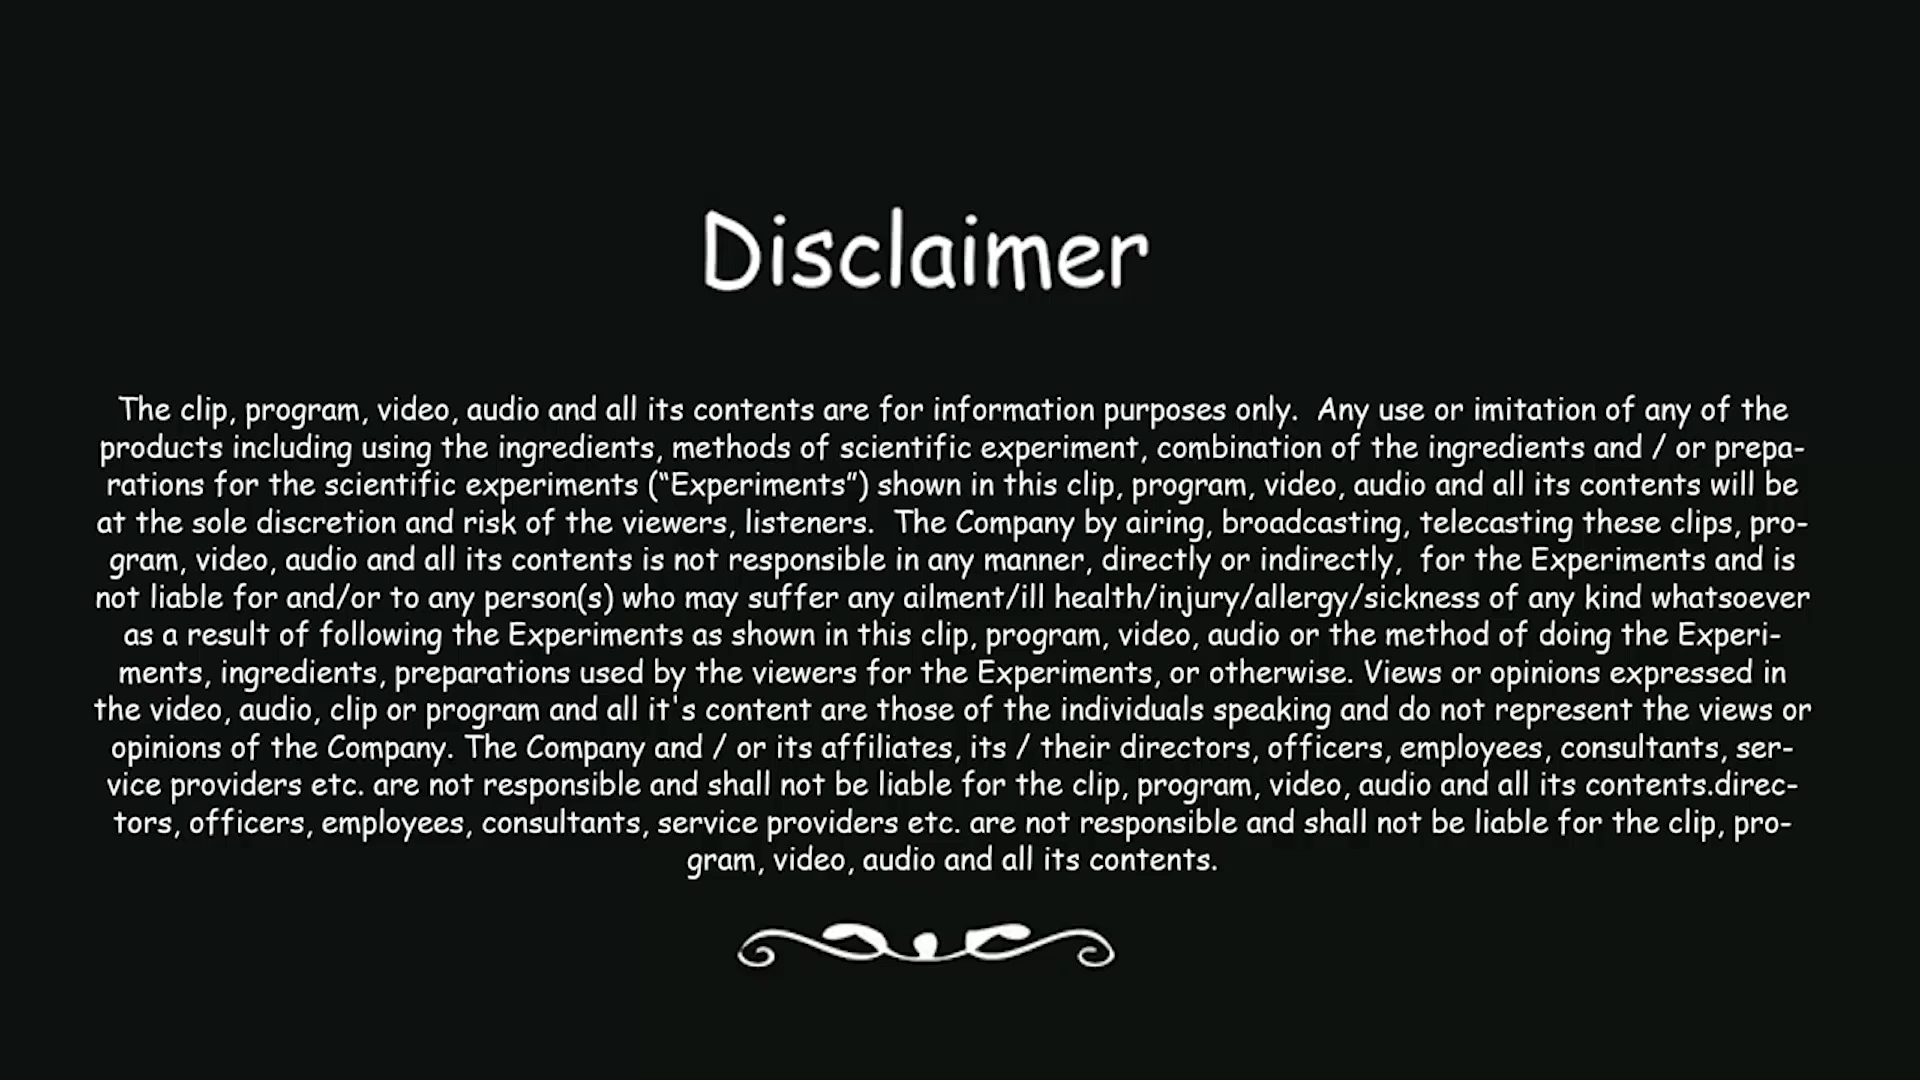 Disclaimer
The clip, program, video, audio and all its contents are for information purposes only.  Any use or imitation of any of the
products including using the ingredients, methods of scientific experiment, combination of the ingredients and / or prepa-
rations for the scientific experiments (“Experiments”) shown in this clip, program, video, audio and all its contents will be
at the sole discretion and risk of the viewers, listeners.  The Company by airing, broadcasting, telecasting these clips, pro-
gram, video, audio and all its contents is not responsible in any manner, directly or indirectly,  for the Experiments and is
not liable for and/or to any person(s) who may suffer any ailment/ill health/injury/allergy/sickness of any kind whatsoever
as a result of following the Experiments as shown in this clip, program, video, audio or the method of doing the Experi-
ments, ingredients, preparations used by the viewers for the Experiments, or otherwise. Views or opinions expressed in
the video, audio, clip or program and all it's content are those of the individuals speaking and do not represent the views or
opinions of the Company. The Company and / or its affiliates, its / their directors, officers, employees, consultants, ser-
vice providers etc. are not responsible and shall not be liable for the clip, program, video, audio and all its contents.direc-
tors, officers, employees, consultants, service providers etc. are not responsible and shall not be liable for the clip, pro-
gram, video, audio and all its contents.